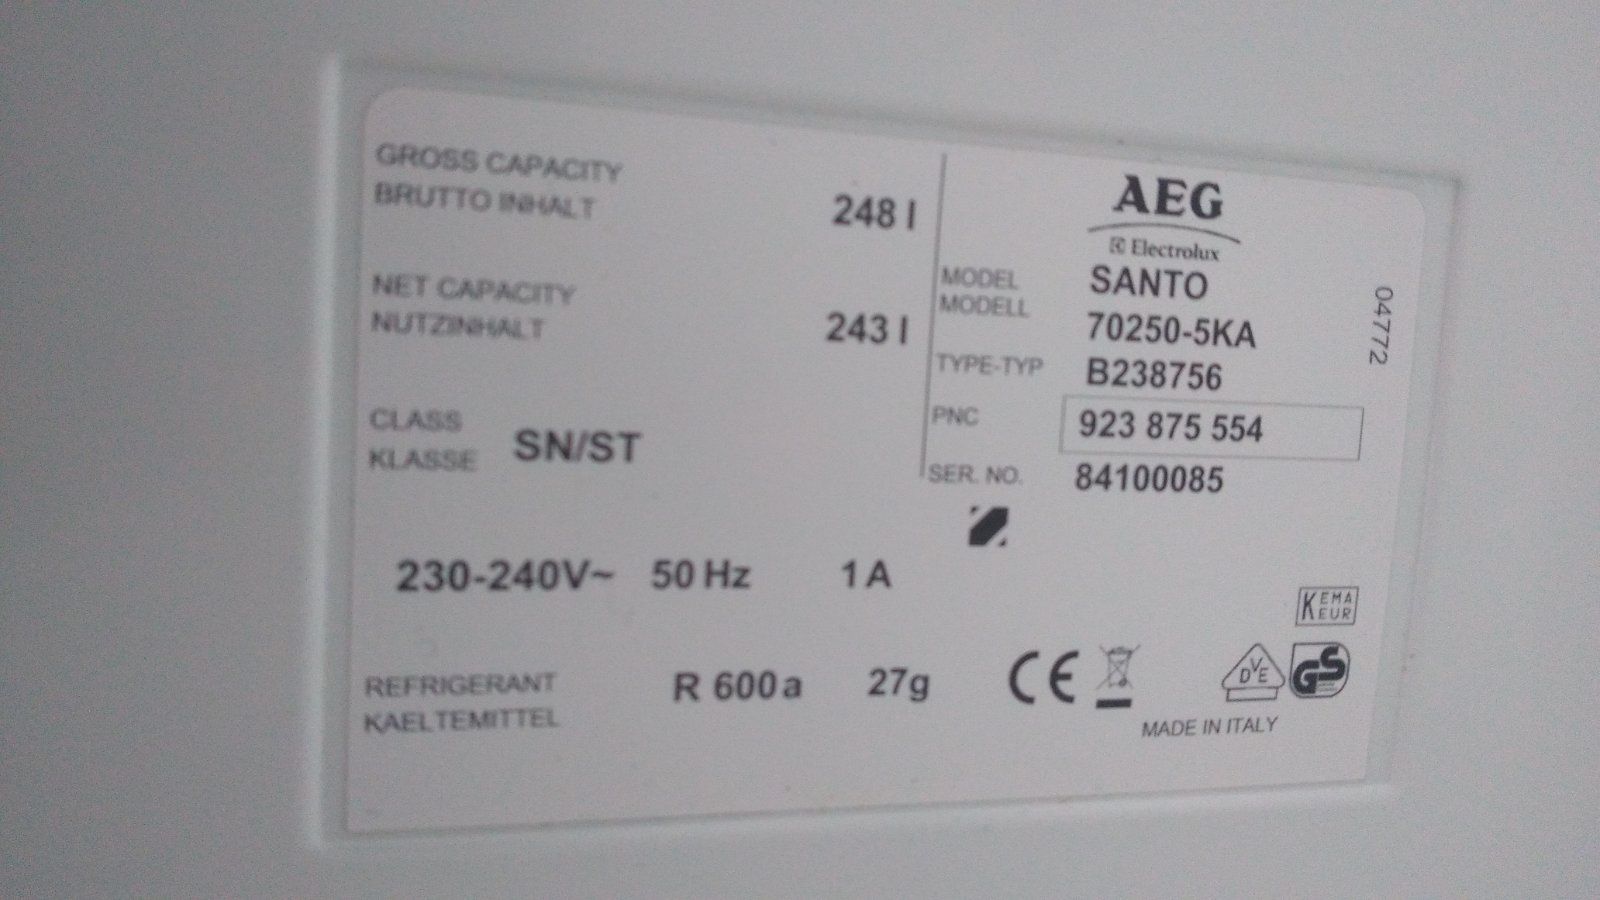 GROSS CAPACITY
BRUTTO INHALT
248 l
NET CAPACITY
NUTZINHALT
243 l
CLASS
KLASSE
SN/ST
230-240V~ 50 Hz 1 A
REFRIGERANT
KAELTEMITTEL
R 600a 27g
AEG
Electrolux
MODEL
MODELL
SANTO
70250-5KA
TYPE-TYP B238756
PNC 923 875 554
SER. NO. 84100085
04772
KEMA
EUR
CE
DVE
GS
MADE IN ITALY